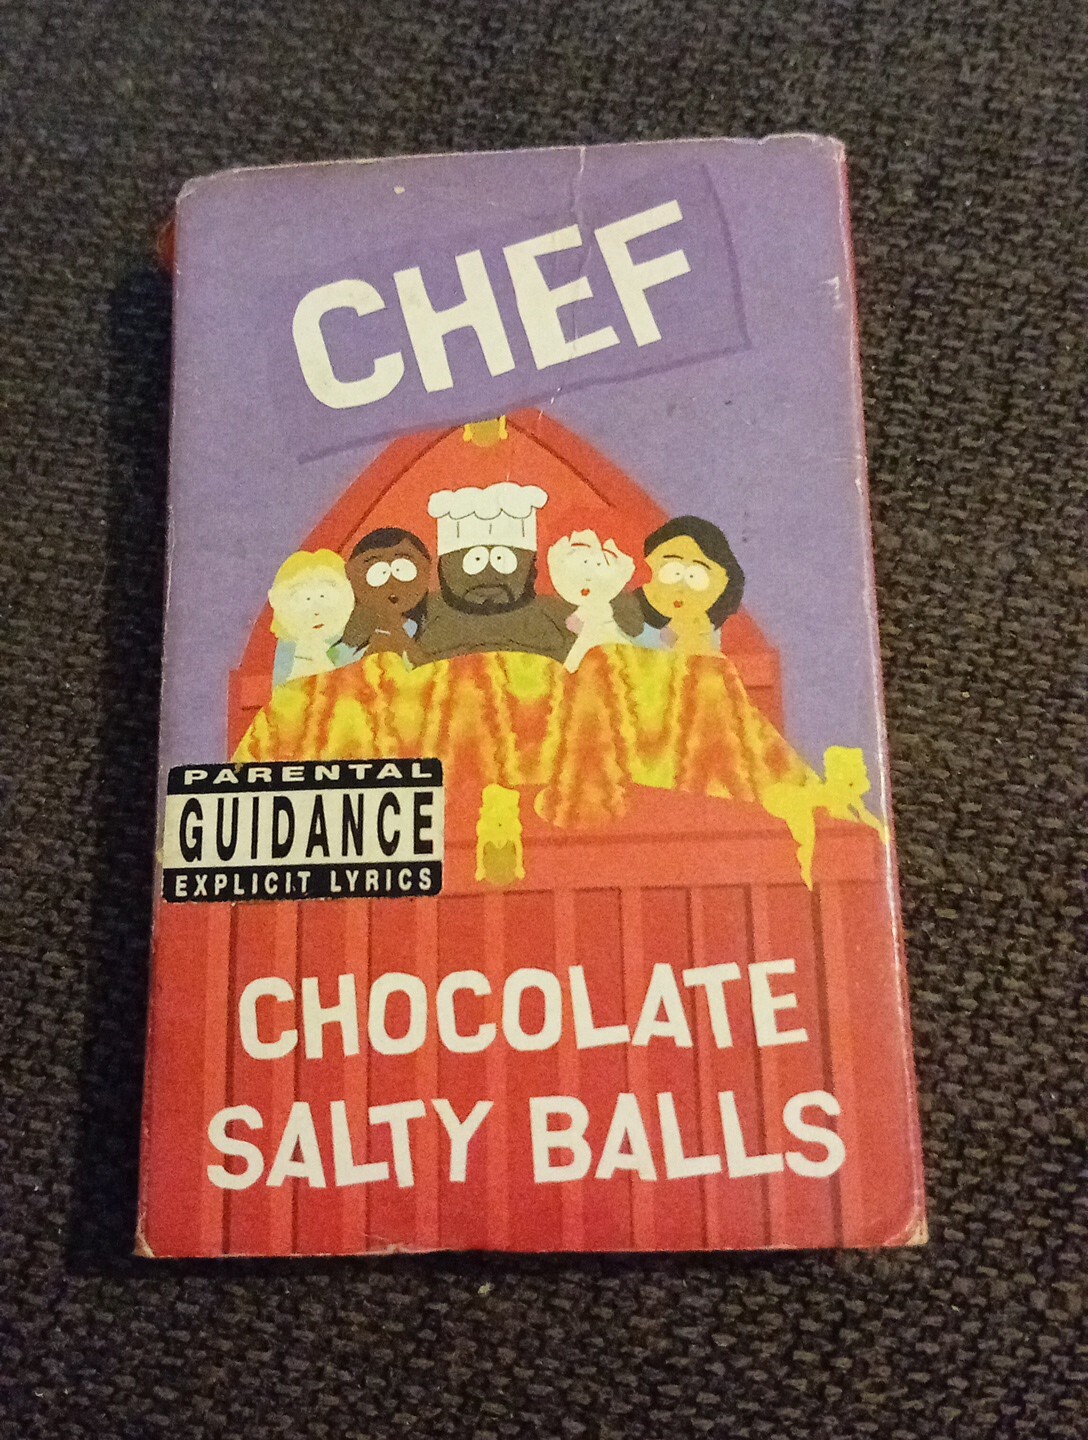 CHEF
PARENTAL
GUIDANCE
EXPLICIT LYRICS
CHOCOLATE
SALTY BALLS